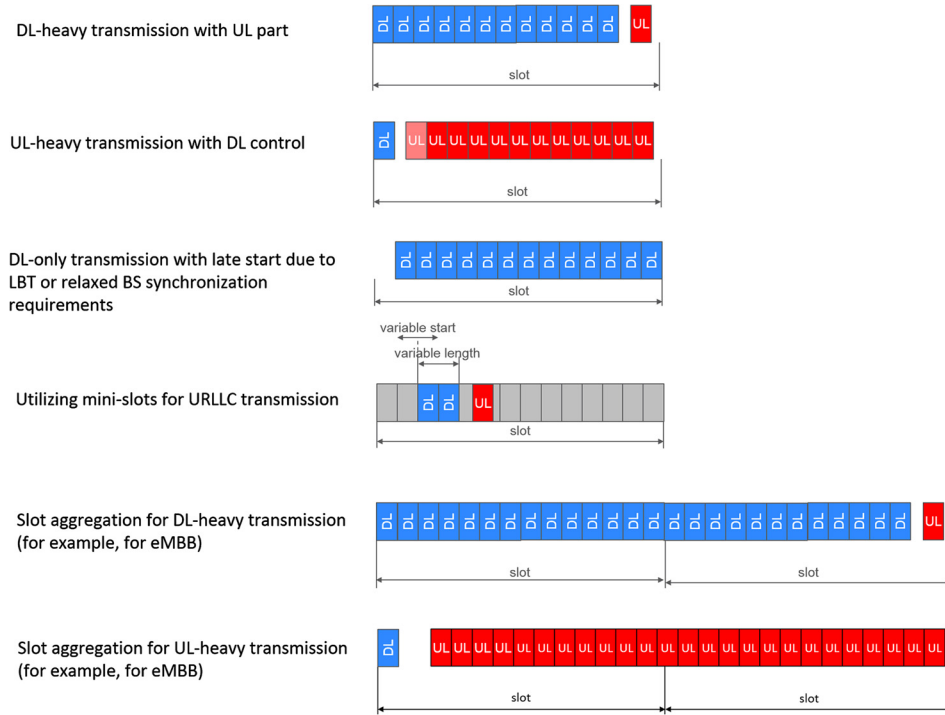 DL-heavy transmission with UL part
DL DL DL DL DL DL DL DL DL DL DL DL UL
slot
UL-heavy transmission with DL control
DL UL UL UL UL UL UL UL UL UL UL UL UL
slot
DL-only transmission with late start due to
LBT or relaxed BS synchronization
requirements
DL DL DL DL DL DL DL DL DL DL DL DL DL
slot
variable start
variable length
Utilizing mini-slots for URLLC transmission
DL DL UL
slot
Slot aggregation for DL-heavy transmission
(for example, for eMBB)
DL DL DL DL DL DL DL DL DL DL DL DL DL DL DL DL DL DL DL DL DL DL DL DL DL DL UL
slot slot
Slot aggregation for UL-heavy transmission
(for example, for eMBB)
DL UL UL UL UL UL UL UL UL UL UL UL UL UL UL UL UL UL UL UL UL UL UL UL UL UL
slot slot